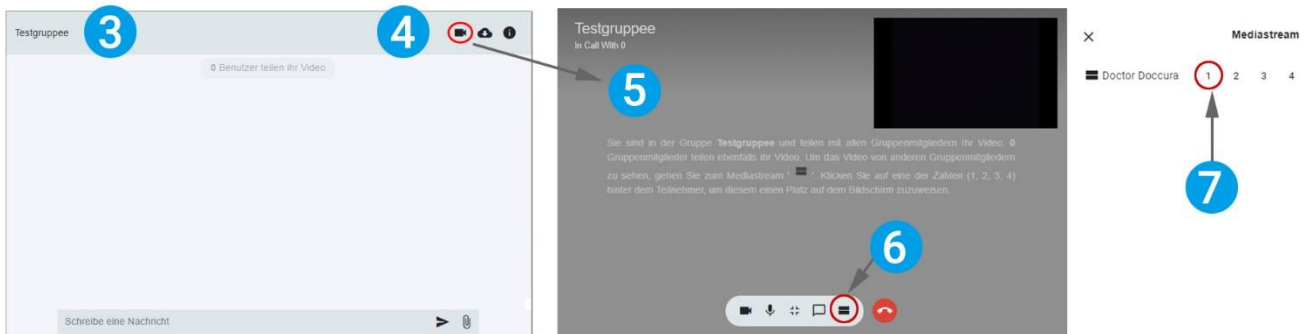 Testgruppee
3
4
0 Benutzer teilen ihr Video
Schreibe eine Nachricht
Testgruppee
In Call With 0
5
Sie sind in der Gruppe Testgruppee und teilen mit allen Gruppenmitgliedern Ihr Video. 0
Gruppenmitglieder teilen ebenfalls ihr Video. Um das Video von anderen Gruppenmitgliedern
zu sehen, gehen Sie zum Mediastream ' '. Klicken Sie auf eine der Zahlen (1, 2, 3, 4)
hinter dem Teilnehmer, um diesem einen Platz auf dem Bildschirm zuzuweisen.
6
Mediastream
Doctor Doccura 1 2 3 4
7